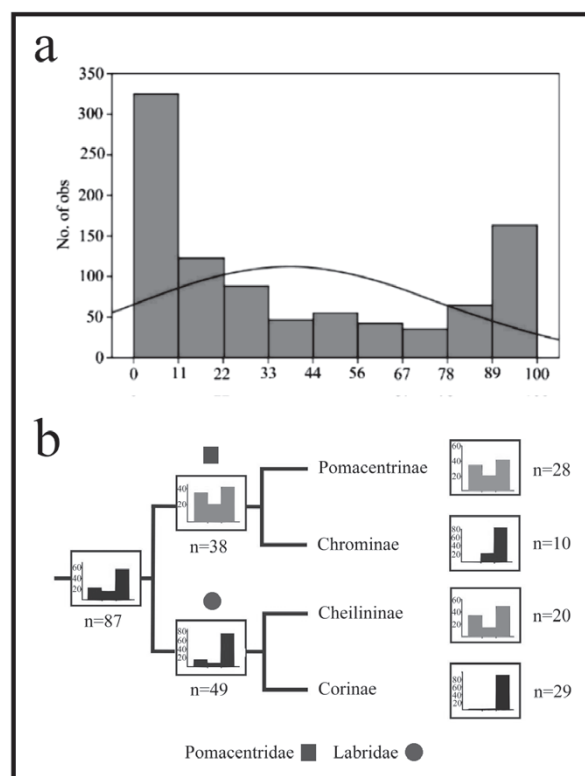 a
350
300
250
200
150
100
50
0
No. of obs
0 11 22 33 44 56 67 78 89 100
b
60
40
20
n=87
40
20
n=38
80
60
40
20
n=49
Pomacentrinae
60
40
20
n=28
Chrominae
80
60
40
20
n=10
Cheilininae
60
40
20
n=20
Corinae
80
60
40
20
n=29
Pomacentridae Labridae